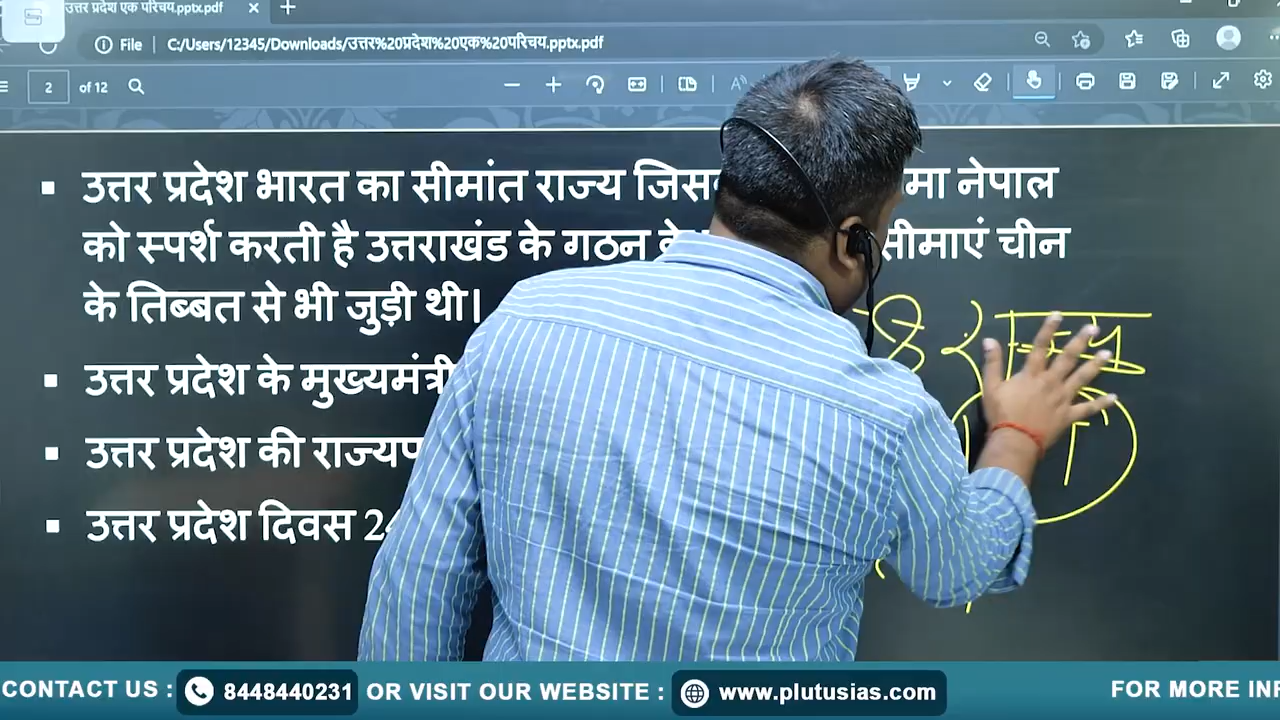 उत्तर प्रदेश एक परिचय.pptx.pdf
File C:/Users/12345/Downloads/उत्तर%20प्रदेश%20एक%20परिचय.pptx.pdf
2 of 12
उत्तर प्रदेश भारत का सीमांत राज्य नेपाल
को स्पर्श करती है उत्तराखंड के गठन सीमाएं चीन
के तिब्बत से भी जुड़ी थी।
उत्तर प्रदेश के मुख्यमंत्री
उत्तर प्रदेश की
उत्तर प्रदेश दिवस
CONTACT US : 8448440231 OR VISIT OUR WEBSITE : www.plutusias.com FOR MORE